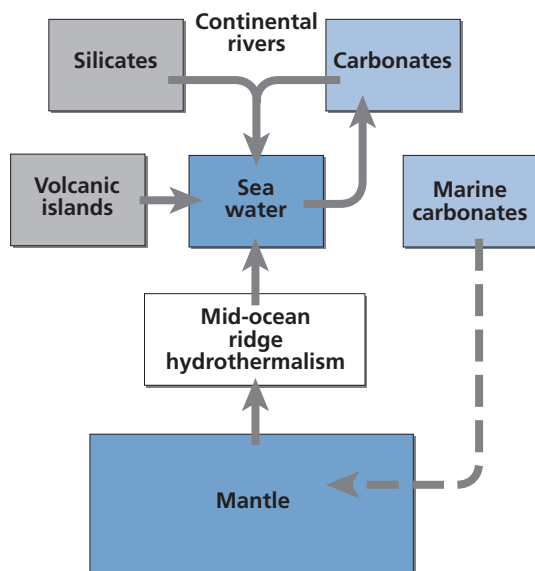 Continental
rivers
Silicates
Carbonates
Volcanic
islands
Sea
water
Marine
carbonates
Mid-ocean
ridge
hydrothermalism
Mantle